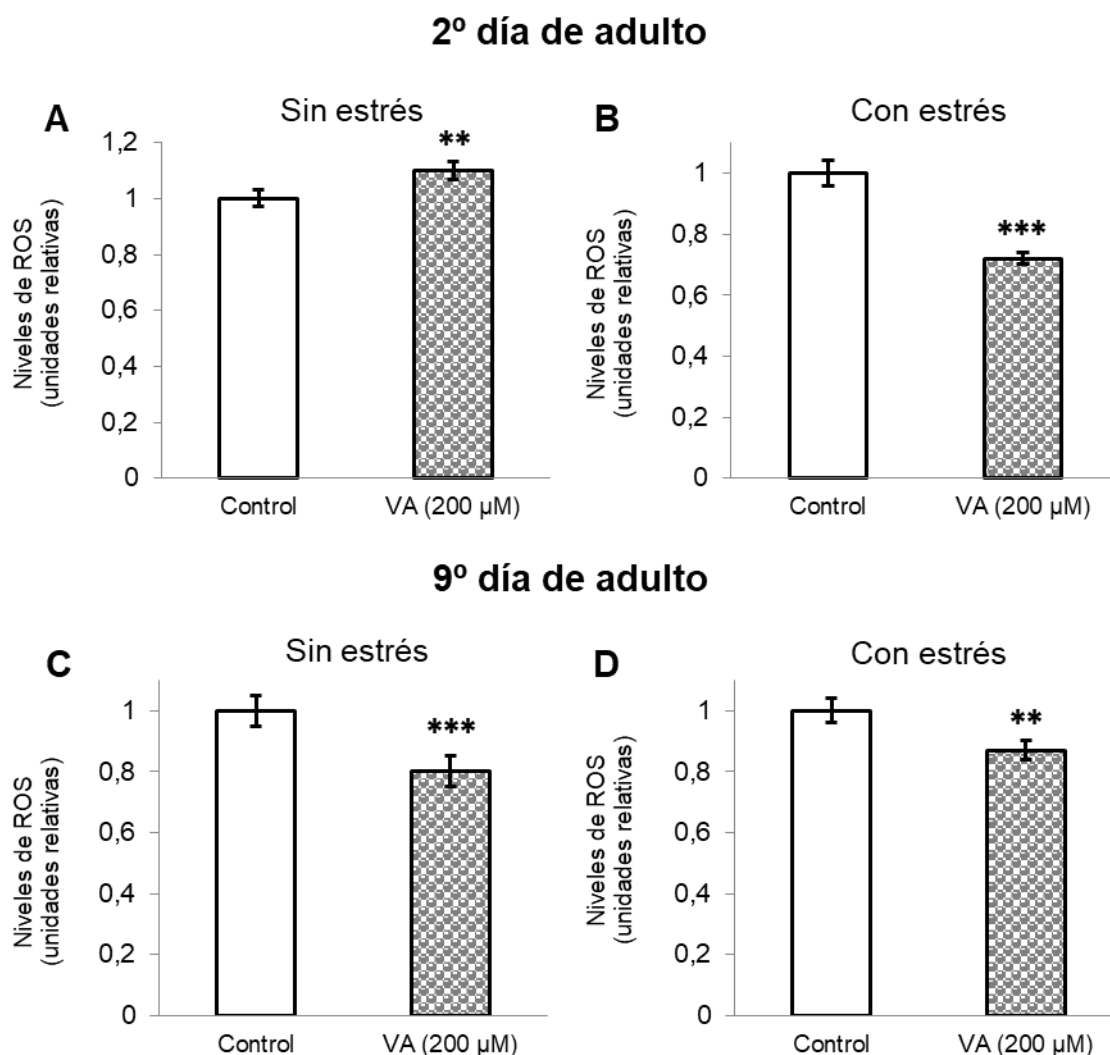 2º día de adulto
A
Sin estrés
Niveles de ROS
(unidades relativas)
1,2
1
0,8
0,6
0,4
0,2
0
**
Control
VA (200 µM)
B
Con estrés
Niveles de ROS
(unidades relativas)
1
0,8
0,6
0,4
0,2
0
***
Control
VA (200 µM)
9º día de adulto
C
Sin estrés
Niveles de ROS
(unidades relativas)
1
0,8
0,6
0,4
0,2
0
***
Control
VA (200 µM)
D
Con estrés
Niveles de ROS
(unidades relativas)
1
0,8
0,6
0,4
0,2
0
**
Control
VA (200 µM)